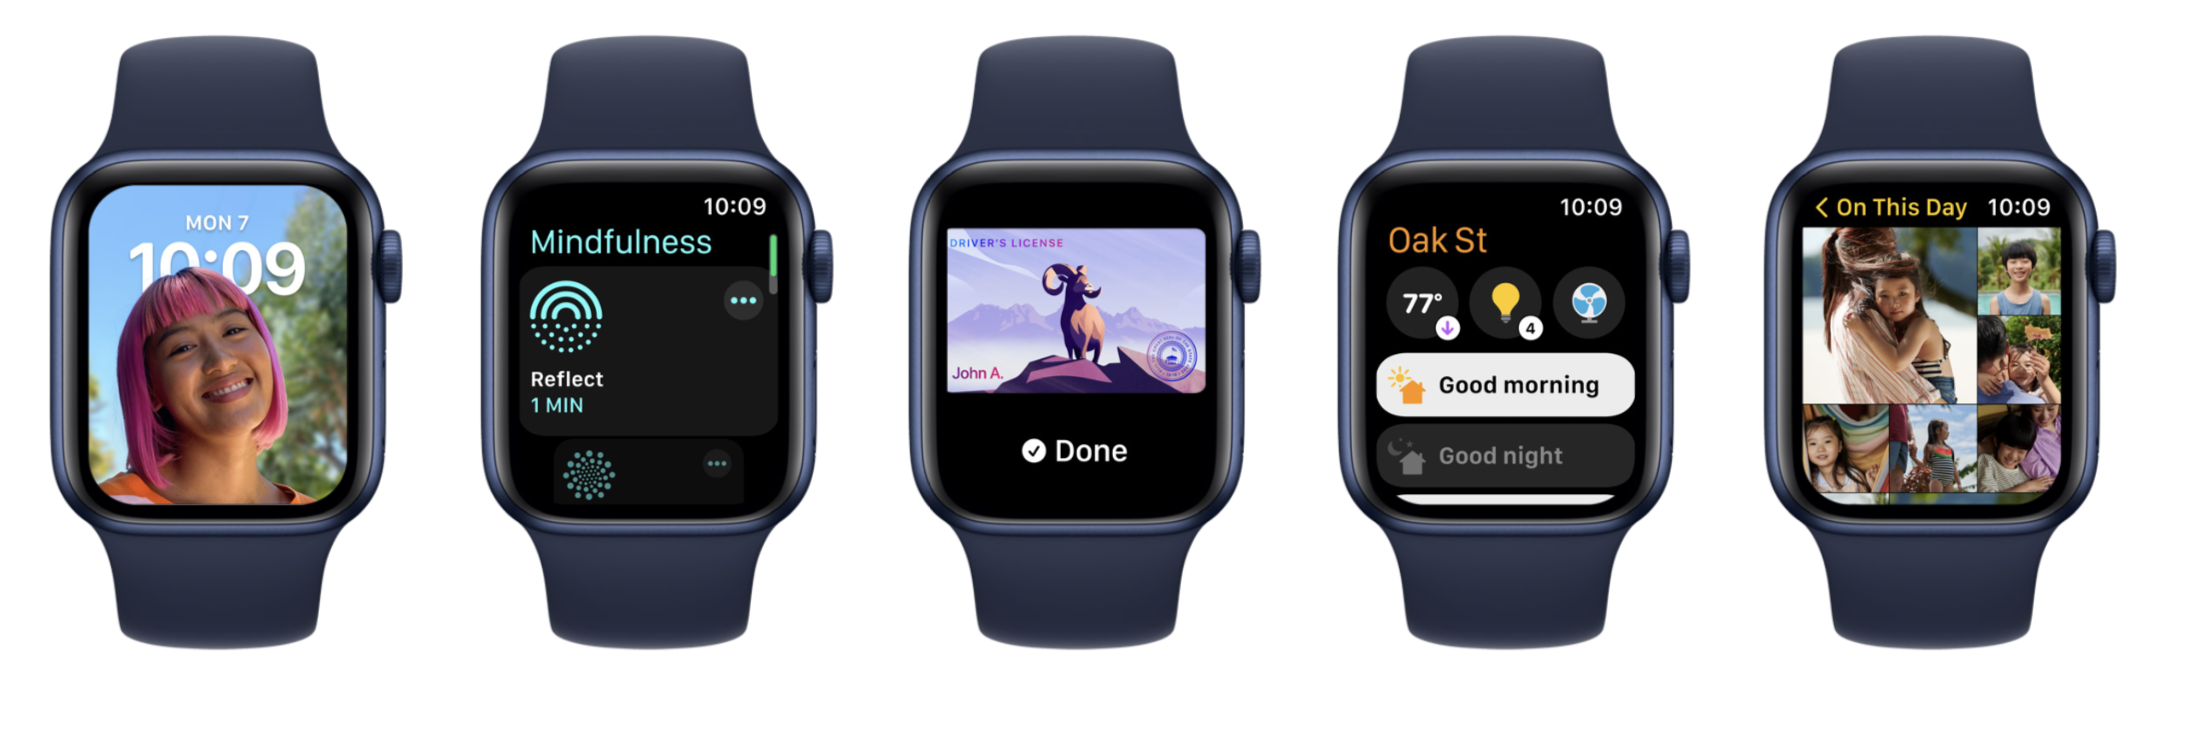 MON 7
10:09
10:09
Mindfulness
Reflect
1 MIN
DRIVER'S LICENSE
John A.
Done
10:09
Oak St
77°
4
Good morning
Good night
On This Day 10:09